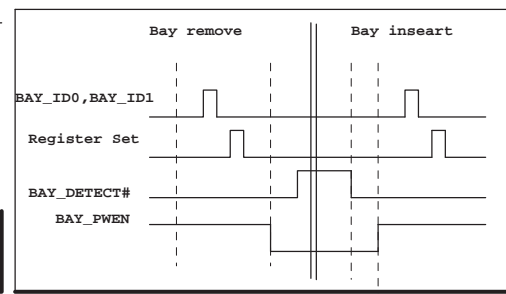 Bay remove Bay inseart
BAY_ID0,BAY_ID1
Register Set
BAY_DETECT#
BAY_PWEN